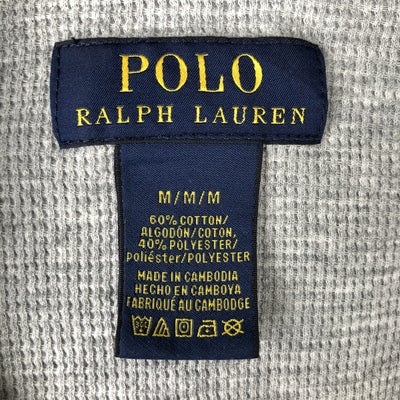 POLO
RALPH LAUREN
M/M/M
60% COTTON/
ALGODÓN/COTON,
40% POLYESTER/
Poliéster/POLYESTER
MADE IN CAMBODIA
HECHO EN CAMBOYA
FABRIQUÉ AU CAMBODGE